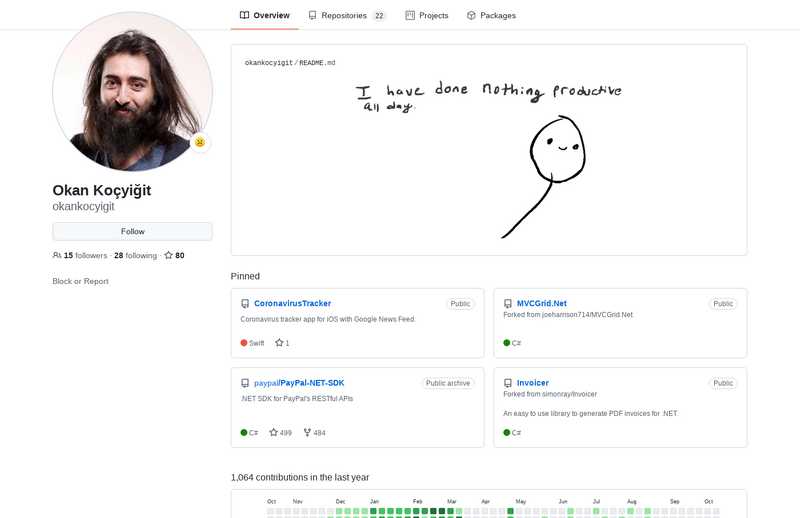 Overview
Repositories 22
Projects
Packages
okankocyigit / README.md
I have done nothing productive
all day.
Okan Koçyiğit
okankocyigit
Follow
15 followers · 28 following · 80
Block or Report
Pinned
CoronavirusTracker
Public
Coronavirus tracker app for iOS with Google News Feed.
Swift 1
MVCGrid.Net
Public
Forked from joeharrison714/MVCGrid.Net
C#
paypal/PayPal-NET-SDK
Public archive
.NET SDK for PayPal's RESTful APIs
C# 499 484
Invoicer
Public
Forked from simonray/Invoicer
An easy to use library to generate PDF invoices for .NET.
C#
1,064 contributions in the last year
Oct Nov Dec Jan Feb Mar Apr May Jun Jul Aug Sep Oct